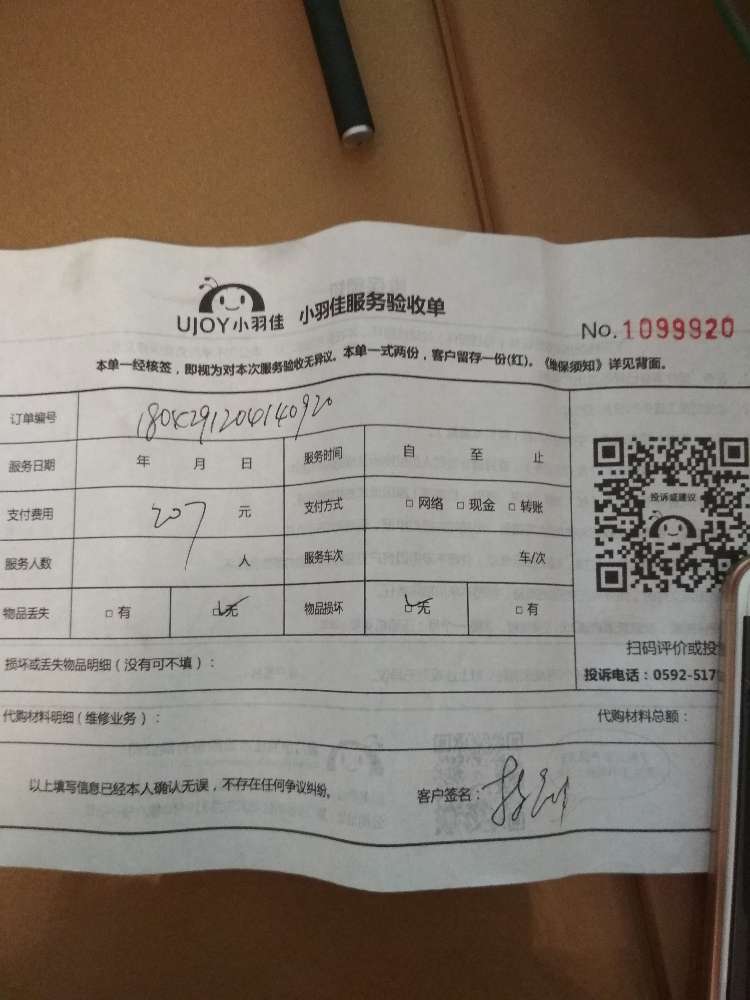 UJOY小羽佳 小羽佳服务验收单
No.1099920
本单一经核签，即视为对本次服务验收无异议。本单一式两份，客户留存一份(红)。《维保须知》详见背面。
订单编号
服务日期 年 月 日 服务时间 自 至 止
支付费用 207 元 支付方式 □网络 □现金 □转账
服务人数 人 服务车次 车/次
物品丢失 □有 □无 物品损坏 □无 □有
投诉或建议
扫码评价或投
投诉电话：0592-517
损坏或丢失物品明细（没有可不填）：
代购材料明细（维修业务）： 代购材料总额：
以上填写信息已经本人确认无误，不存在任何争议纠纷。 客户签名：